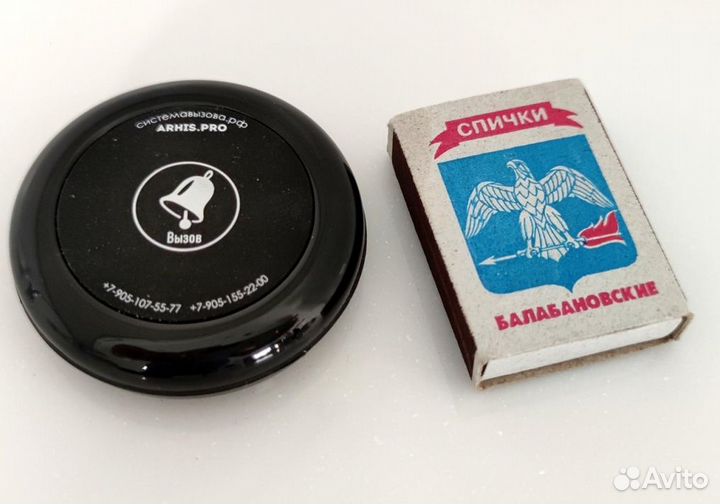 системавызова.рф
ARHIS.PRO
Вызов
+7-905-107-55-77 +7-905-155-22-00
СПИЧКИ
БАЛАБАНОВСКИЕ
Avito